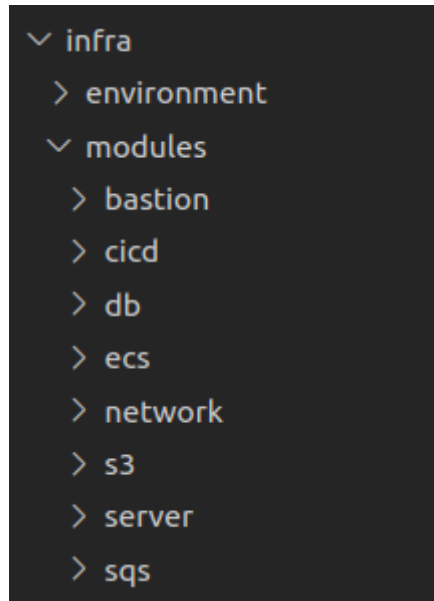 infra
environment
modules
bastion
cicd
db
ecs
network
s3
server
sqs